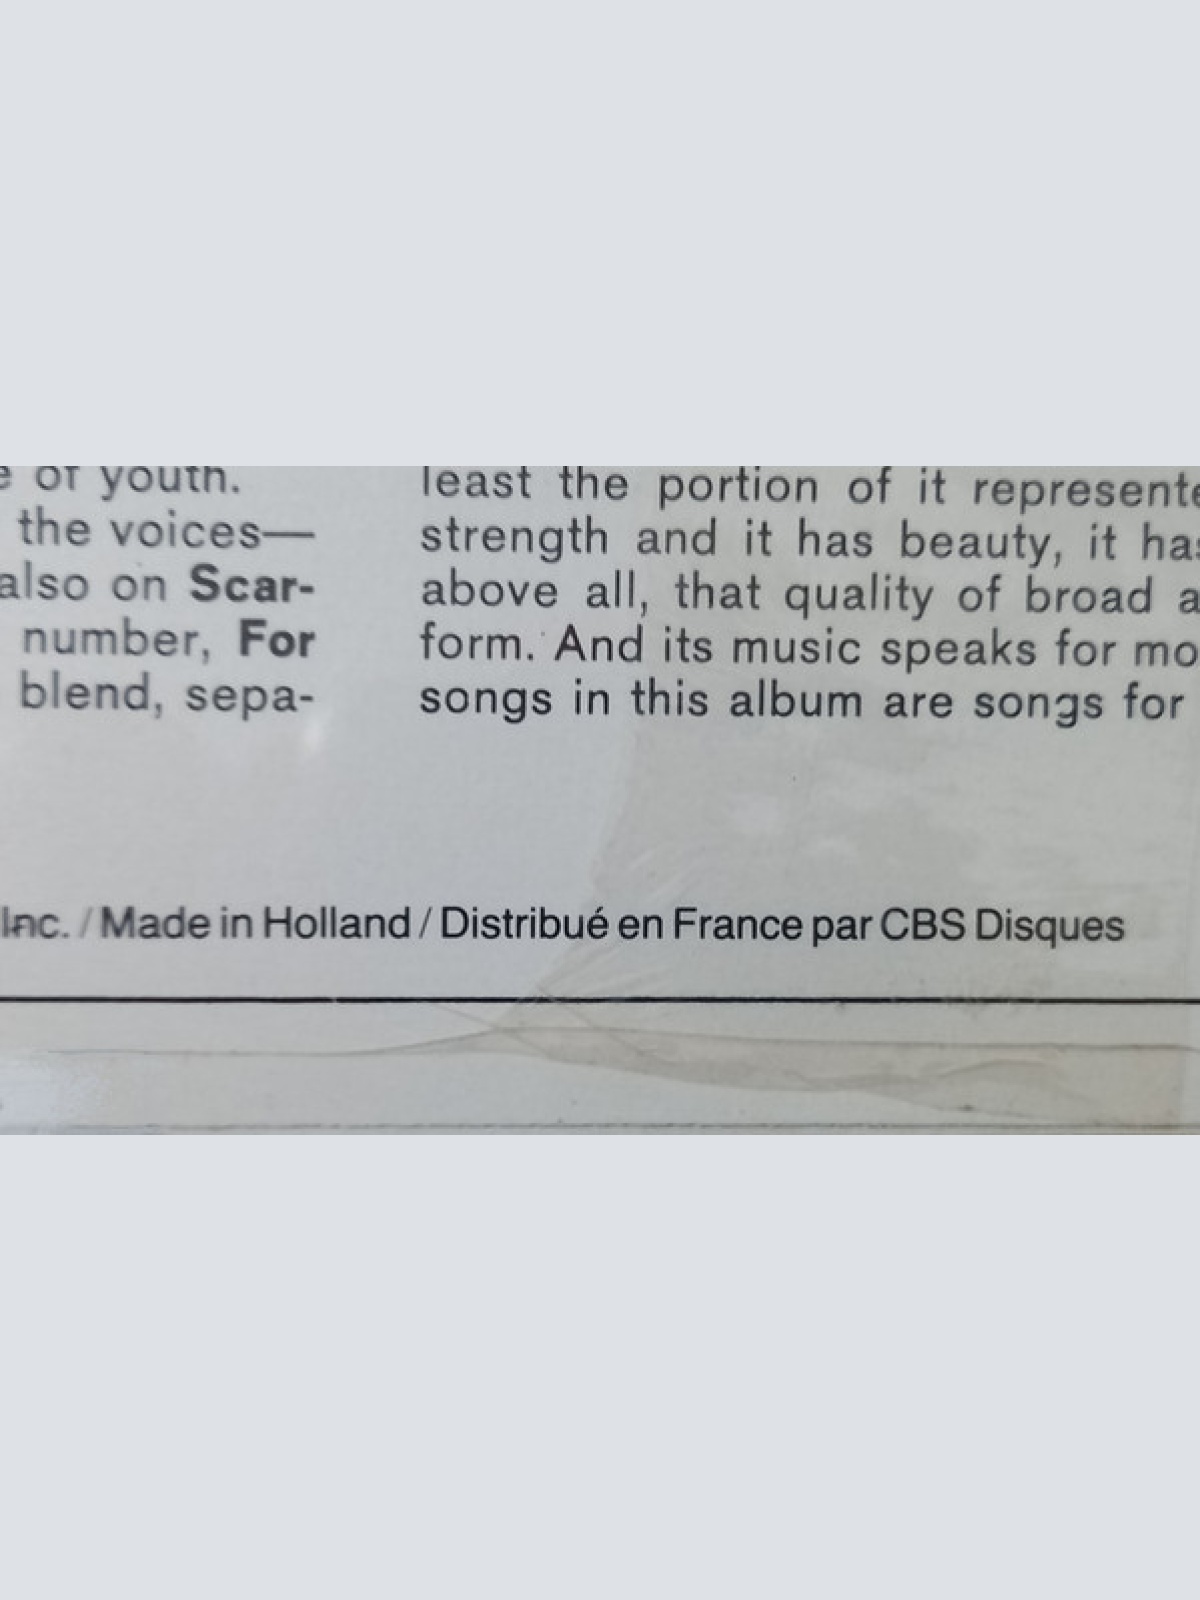 e of youth.
the voices—
also on Scar-
number, For
blend, sepa-
least the portion of it represente
strength and it has beauty, it has
above all, that quality of broad a
form. And its music speaks for mo
songs in this album are songs for
Inc. / Made in Holland / Distribué en France par CBS Disques